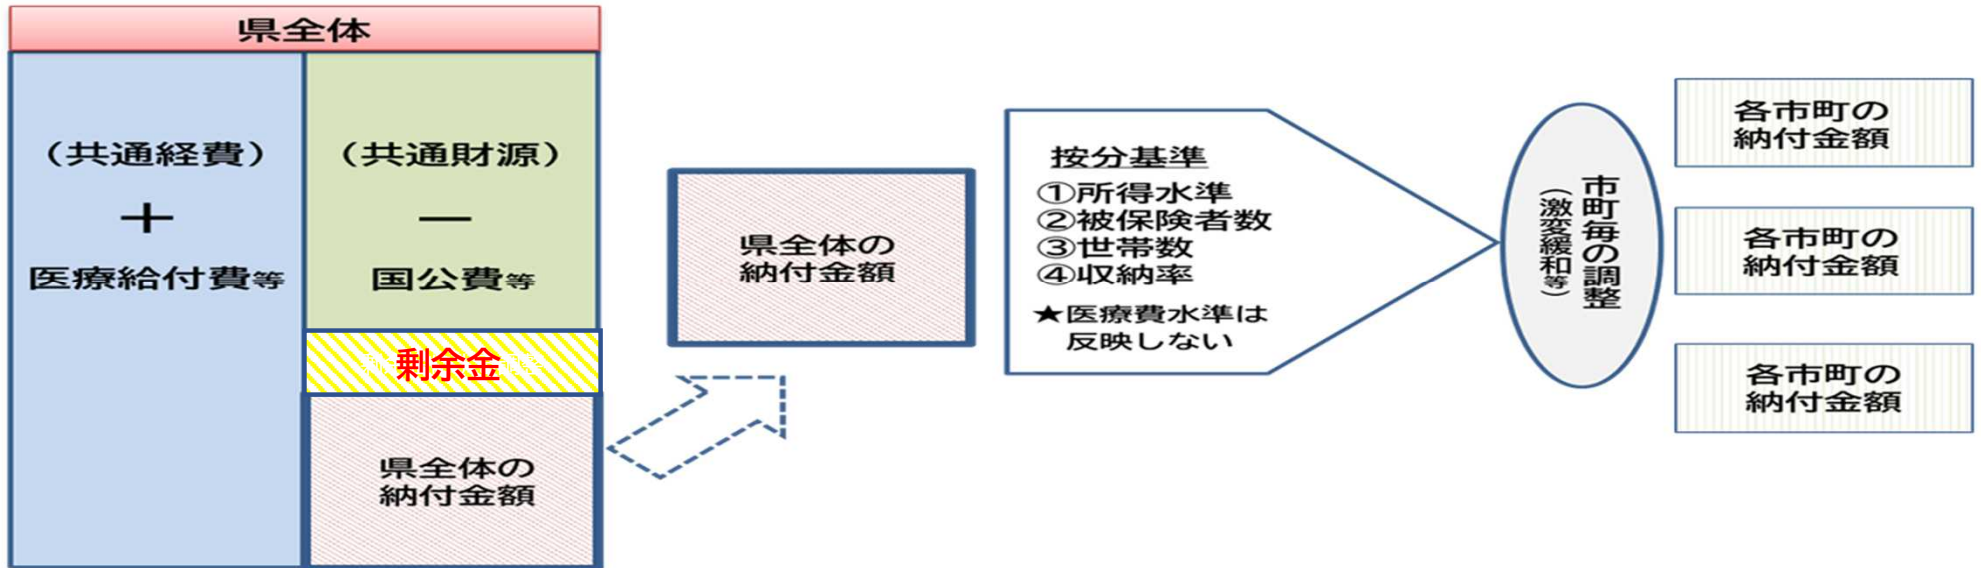 県全体
（共通経費）
＋
医療給付費等
（共通財源）
－
国公費等
剰余金
県全体の
納付金額
県全体の
納付金額
按分基準
①所得水準
②被保険者数
③世帯数
④収納率
★医療費水準は
反映しない
市町毎の調整
（激変緩和等）
各市町の
納付金額
各市町の
納付金額
各市町の
納付金額